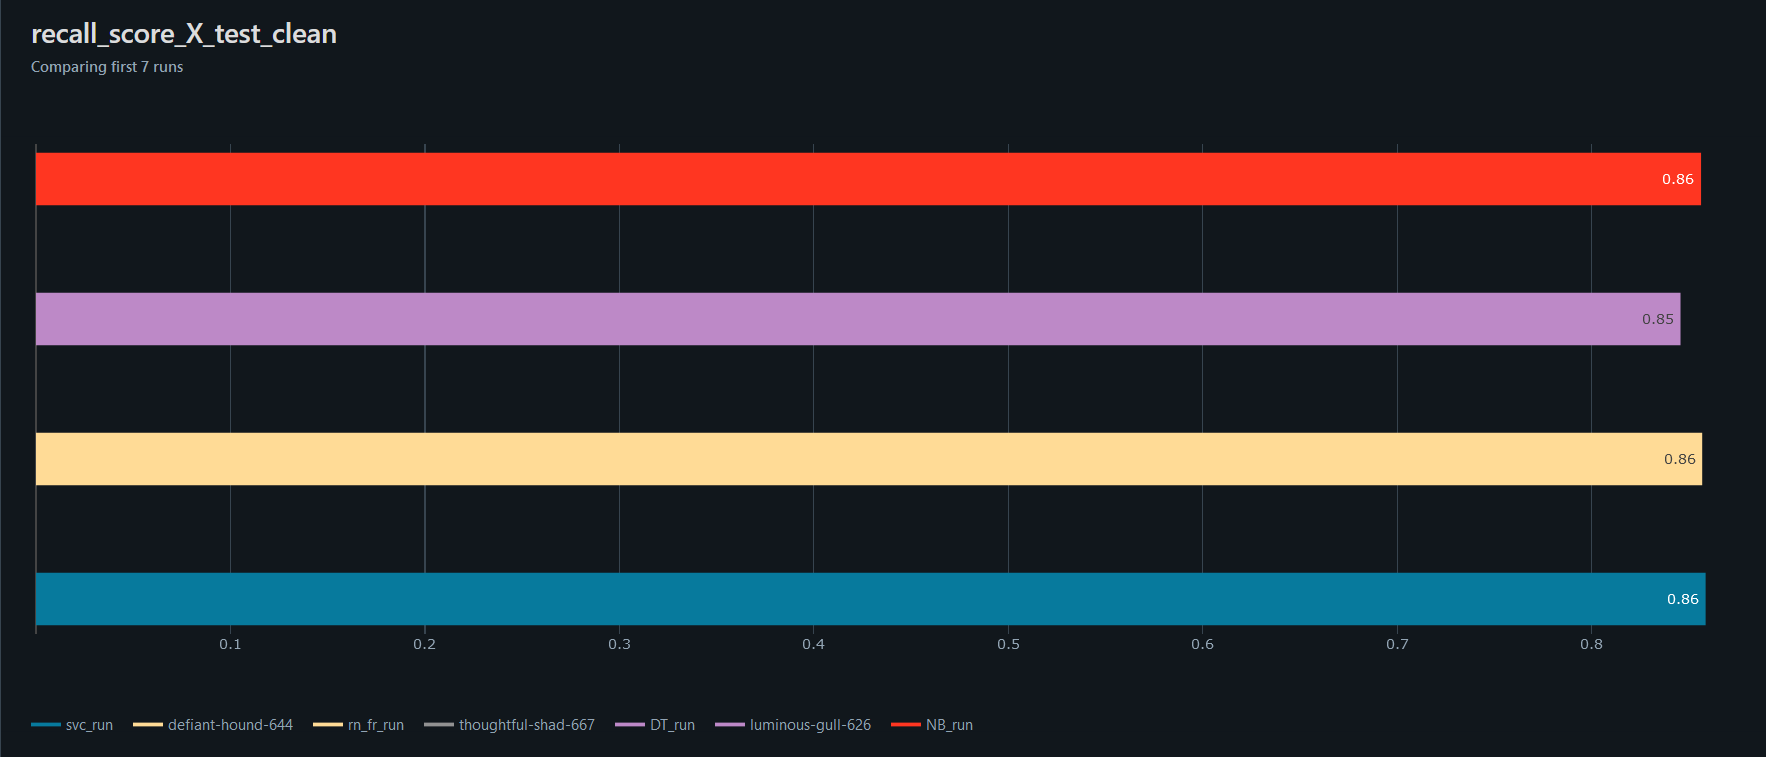 recall_score_X_test_clean
Comparing first 7 runs
0.86
0.85
0.86
0.86
0.1 0.2 0.3 0.4 0.5 0.6 0.7 0.8
svc_run defiant-hound-644 rn_fr_run thoughtful-shad-667 DT_run luminous-gull-626 NB_run